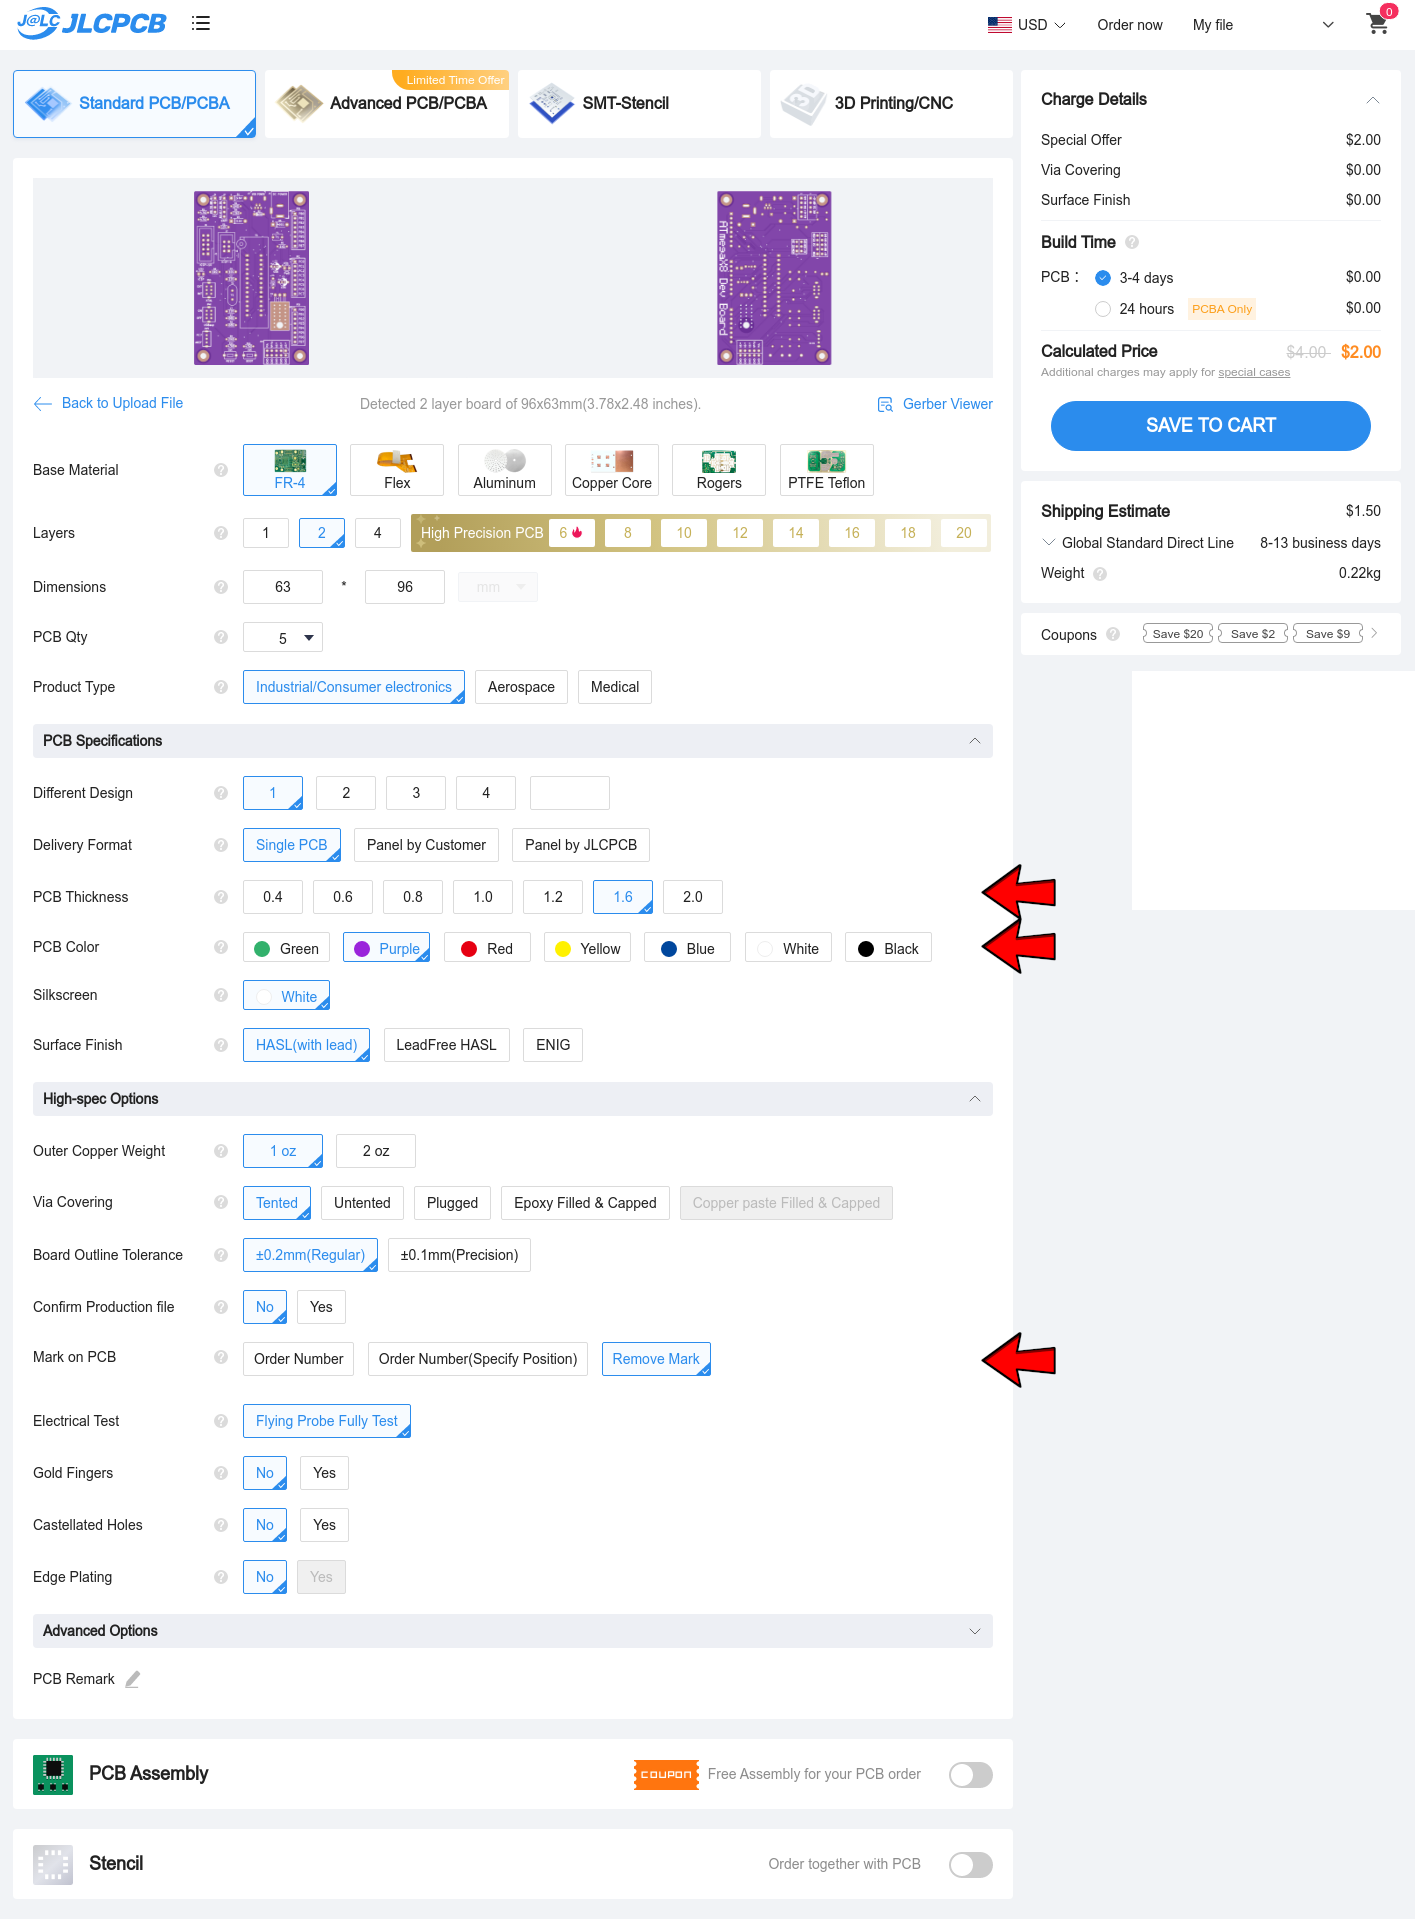 J@LC JLCPCB
USD
Order now
My file
0
Standard PCB/PCBA
Limited Time Offer
Advanced PCB/PCBA
SMT-Stencil
3D Printing/CNC
ATmegaX8 Dev Board
Back to Upload File
Detected 2 layer board of 96x63mm(3.78x2.48 inches).
Gerber Viewer
Base Material
FR-4
Flex
Aluminum
Copper Core
Rogers
PTFE Teflon
Layers
1
2
4
High Precision PCB
6
8
10
12
14
16
18
20
Dimensions
63
*
96
mm
PCB Qty
5
Product Type
Industrial/Consumer electronics
Aerospace
Medical
PCB Specifications
Different Design
1
2
3
4
Delivery Format
Single PCB
Panel by Customer
Panel by JLCPCB
PCB Thickness
0.4
0.6
0.8
1.0
1.2
1.6
2.0
PCB Color
Green
Purple
Red
Yellow
Blue
White
Black
Silkscreen
White
Surface Finish
HASL(with lead)
LeadFree HASL
ENIG
High-spec Options
Outer Copper Weight
1 oz
2 oz
Via Covering
Tented
Untented
Plugged
Epoxy Filled & Capped
Copper paste Filled & Capped
Board Outline Tolerance
±0.2mm(Regular)
±0.1mm(Precision)
Confirm Production file
No
Yes
Mark on PCB
Order Number
Order Number(Specify Position)
Remove Mark
Electrical Test
Flying Probe Fully Test
Gold Fingers
No
Yes
Castellated Holes
No
Yes
Edge Plating
No
Yes
Advanced Options
PCB Remark
PCB Assembly
COUPON
Free Assembly for your PCB order
Stencil
Order together with PCB
Charge Details
Special Offer
$2.00
Via Covering
$0.00
Surface Finish
$0.00
Build Time
PCB :
3-4 days
$0.00
24 hours
PCBA Only
$0.00
Calculated Price
$4.00
$2.00
Additional charges may apply for special cases
SAVE TO CART
Shipping Estimate
$1.50
Global Standard Direct Line
8-13 business days
Weight
0.22kg
Coupons
Save $20
Save $2
Save $9